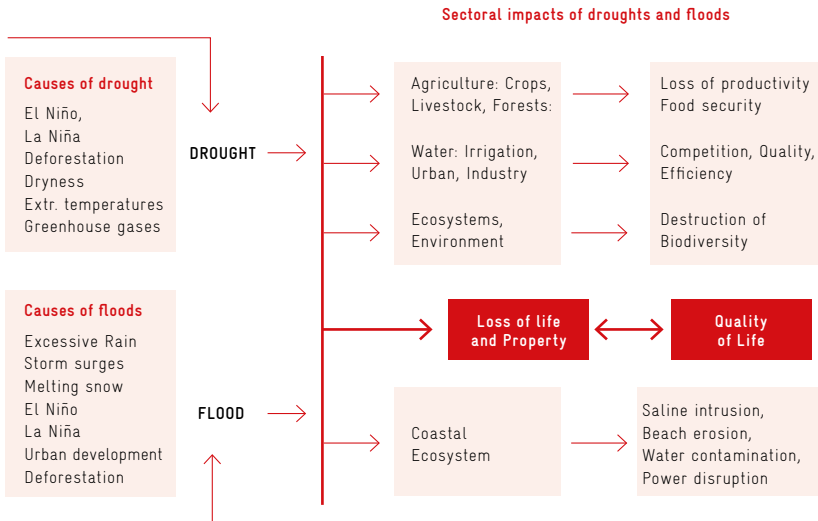 Sectoral impacts of droughts and floods
Causes of drought
El Niño,
La Niña
Deforestation
Dryness
Extr. temperatures
Greenhouse gases
DROUGHT
Agriculture: Crops,
Livestock, Forests:
Loss of productivity
Food security
Water: Irrigation,
Urban, Industry
Competition, Quality,
Efficiency
Ecosystems,
Environment
Destruction of
Biodiversity
Causes of floods
Excessive Rain
Storm surges
Melting snow
El Niño
La Niña
Urban development
Deforestation
FLOOD
Loss of life
and Property
Quality
of Life
Coastal
Ecosystem
Saline intrusion,
Beach erosion,
Water contamination,
Power disruption